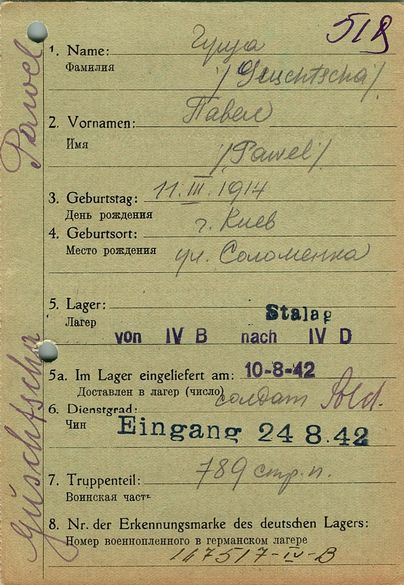 51B
1. Name: Гуща
Фамилия /Guschtscha/
2. Vornamen: Павел
Имя /Pawel/
3. Geburtstag: 11. III. 1914
День рождения
4. Geburtsort: г. Киев
Место рождения ул. Соломенка
5. Lager: Stalag
Лагер
von IV B nach IV D
5a. Im Lager eingeliefert am: 10-8-42
Доставлен в лагер (число)
6. Dienstgrad: солдат Sold.
Чин
Eingang 24 8. 42
7. Truppenteil: 789 стр. п.
Воинская часть
8. Nr. der Erkennungsmarke des deutschen Lagers:
Номер военнопленного в германском лагере
147517-IV-B
Guschtscha Pawel